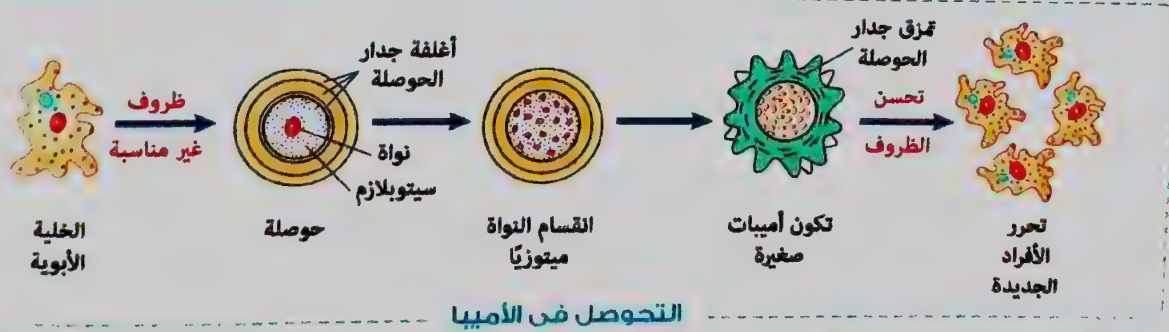 أغلفة جدار
الحوصلة
تمزق جدار
الحوصلة
ظروف
غير مناسبة
نواة
سيتوبلازم
تحسن
الظروف
الخلية
الأبوية
حوصلة
انقسام النواة
ميتوزيًا
تكون أميبات
صغيرة
تحرر
الأفراد
الجديدة
التحوصل فى الأميبا